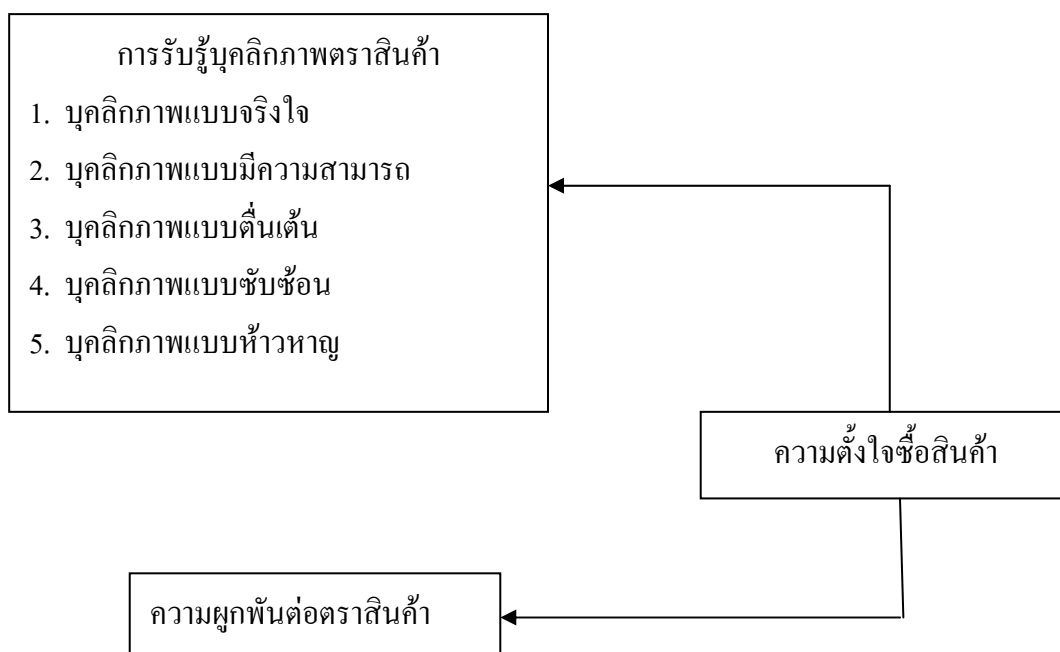 การรับรู้บุคลิกภาพตราสินค้า
1. บุคลิกภาพแบบจริงใจ
2. บุคลิกภาพแบบมีความสามารถ
3. บุคลิกภาพแบบตื่นเต้น
4. บุคลิกภาพแบบซับซ้อน
5. บุคลิกภาพแบบห้าวหาญ
ความตั้งใจซื้อสินค้า
ความผูกพันต่อตราสินค้า